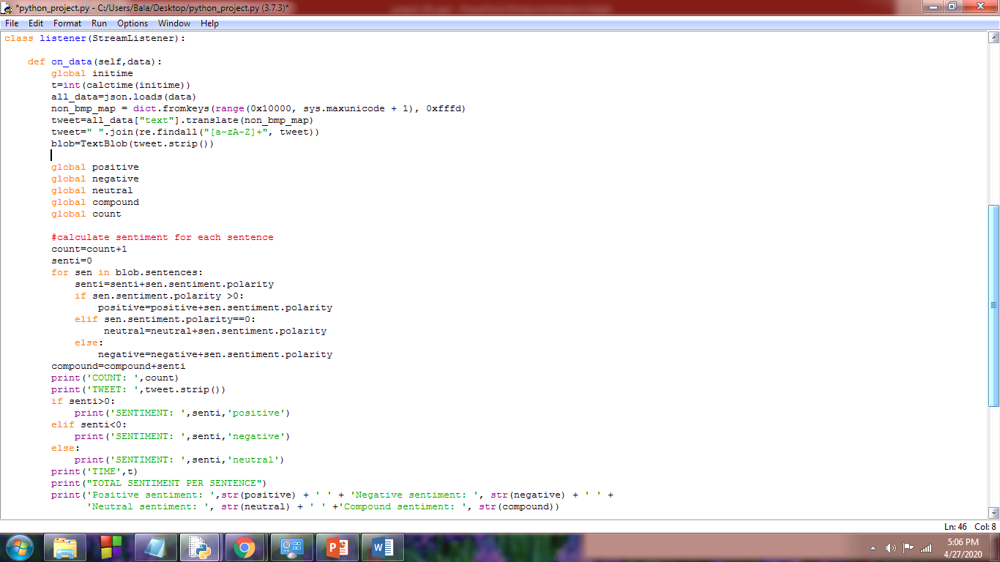 *python_project.py - C:/Users/Bala/Desktop/python_project.py (3.7.3)*
File Edit Format Run Options Window Help
class listener(StreamListener):
    def on_data(self,data):
        global initime
        t=int(calctime(initime))
        all_data=json.loads(data)
        non_bmp_map = dict.fromkeys(range(0x10000, sys.maxunicode + 1), 0xfffd)
        tweet=all_data["text"].translate(non_bmp_map)
        tweet=" ".join(re.findall("[a-zA-Z]+", tweet))
        blob=TextBlob(tweet.strip())
        global positive
        global negative
        global neutral
        global compound
        global count
        #calculate sentiment for each sentence
        count=count+1
        senti=0
        for sen in blob.sentences:
            senti=senti+sen.sentiment.polarity
            if sen.sentiment.polarity >0:
                positive=positive+sen.sentiment.polarity
            elif sen.sentiment.polarity==0:
                 neutral=neutral+sen.sentiment.polarity
            else:
                negative=negative+sen.sentiment.polarity
        compound=compound+senti
        print('COUNT: ',count)
        print('TWEET: ',tweet.strip())
        if senti>0:
            print('SENTIMENT: ',senti,'positive')
        elif senti<0:
            print('SENTIMENT: ',senti,'negative')
        else:
            print('SENTIMENT: ',senti,'neutral')
        print('TIME',t)
        print("TOTAL SENTIMENT PER SENTENCE")
        print('Positive sentiment: ',str(positive) + ' ' + 'Negative sentiment: ', str(negative) + ' ' +
              'Neutral sentiment: ', str(neutral) + ' ' +'Compound sentiment: ', str(compound))
Ln: 46 Col: 8
5:06 PM
4/27/2020